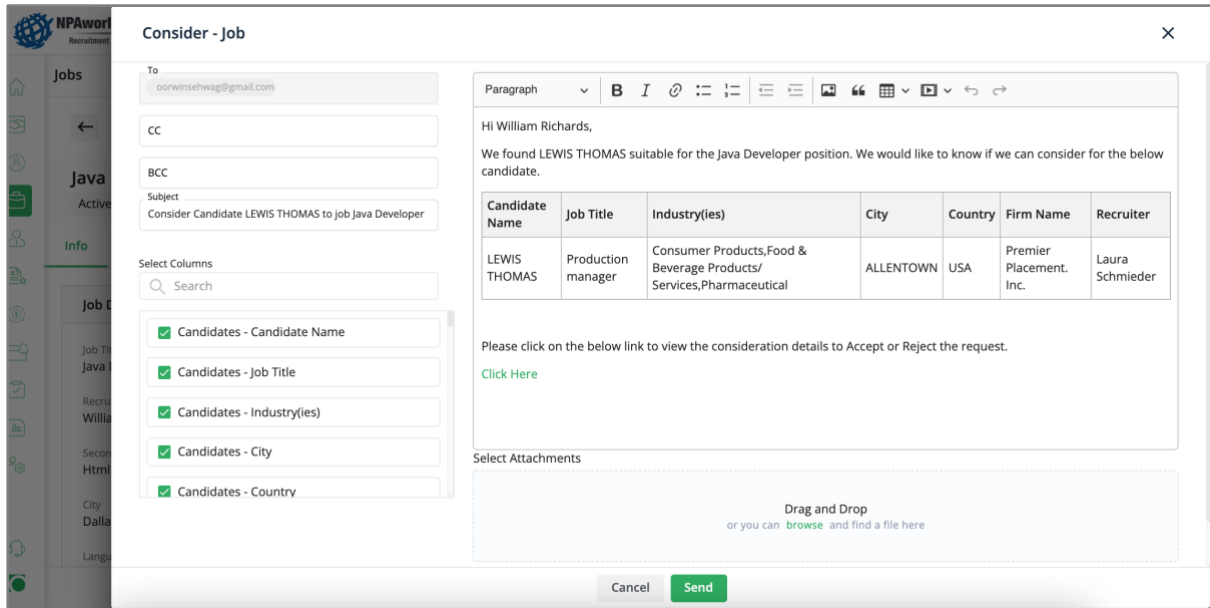 NPAworl
Recruitment
Jobs
Java
Active
Info
Job D
Job Tit
Java
Recru
Willia
Secon
Html
City
Dalla
Langu
Consider - Job
To
oorwinsehwag@gmail.com
CC
BCC
Subject
Consider Candidate LEWIS THOMAS to job Java Developer
Select Columns
Search
Candidates - Candidate Name
Candidates - Job Title
Candidates - Industry(ies)
Candidates - City
Candidates - Country
Paragraph
Hi William Richards,
We found LEWIS THOMAS suitable for the Java Developer position. We would like to know if we can consider for the below
candidate.
Candidate Name Job Title Industry(ies) City Country Firm Name Recruiter
LEWIS THOMAS Production manager Consumer Products,Food & Beverage Products/ Services,Pharmaceutical ALLENTOWN USA Premier Placement. Inc. Laura Schmieder
Please click on the below link to view the consideration details to Accept or Reject the request.
Click Here
Select Attachments
Drag and Drop
or you can browse and find a file here
Cancel Send